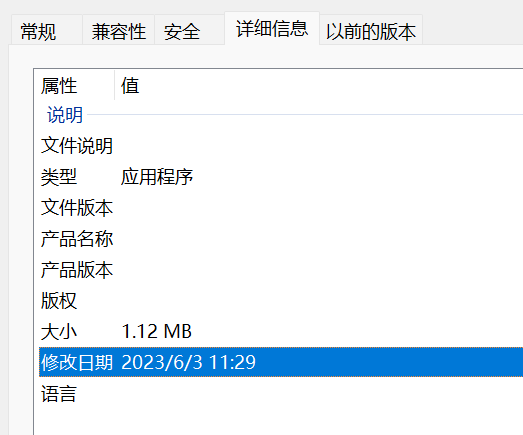 常规 兼容性 安全 详细信息 以前的版本
属性 值
说明
文件说明
类型 应用程序
文件版本
产品名称
产品版本
版权
大小 1.12 MB
修改日期 2023/6/3 11:29
语言